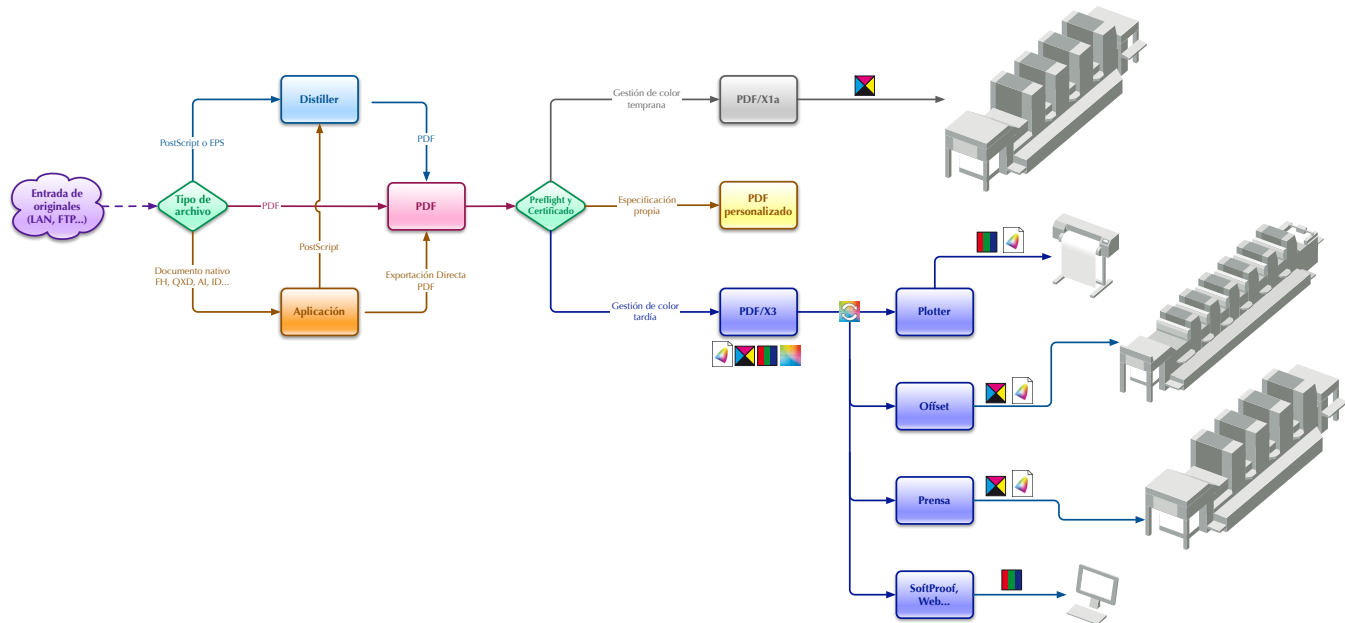 Entrada de
originales
(LAN, FTP...)
Tipo de
archivo
PostScript o EPS
Distiller
PDF
PDF
PDF
PostScript
Documento nativo
FH, QXD, AI, ID...
Aplicación
Exportación Directa
PDF
Preflight y
Certificado
Gestión de color
temprana
PDF/X1a
Especificación
propia
PDF
personalizado
Gestión de color
tardía
PDF/X3
Plotter
Offset
Prensa
SoftProof,
Web...